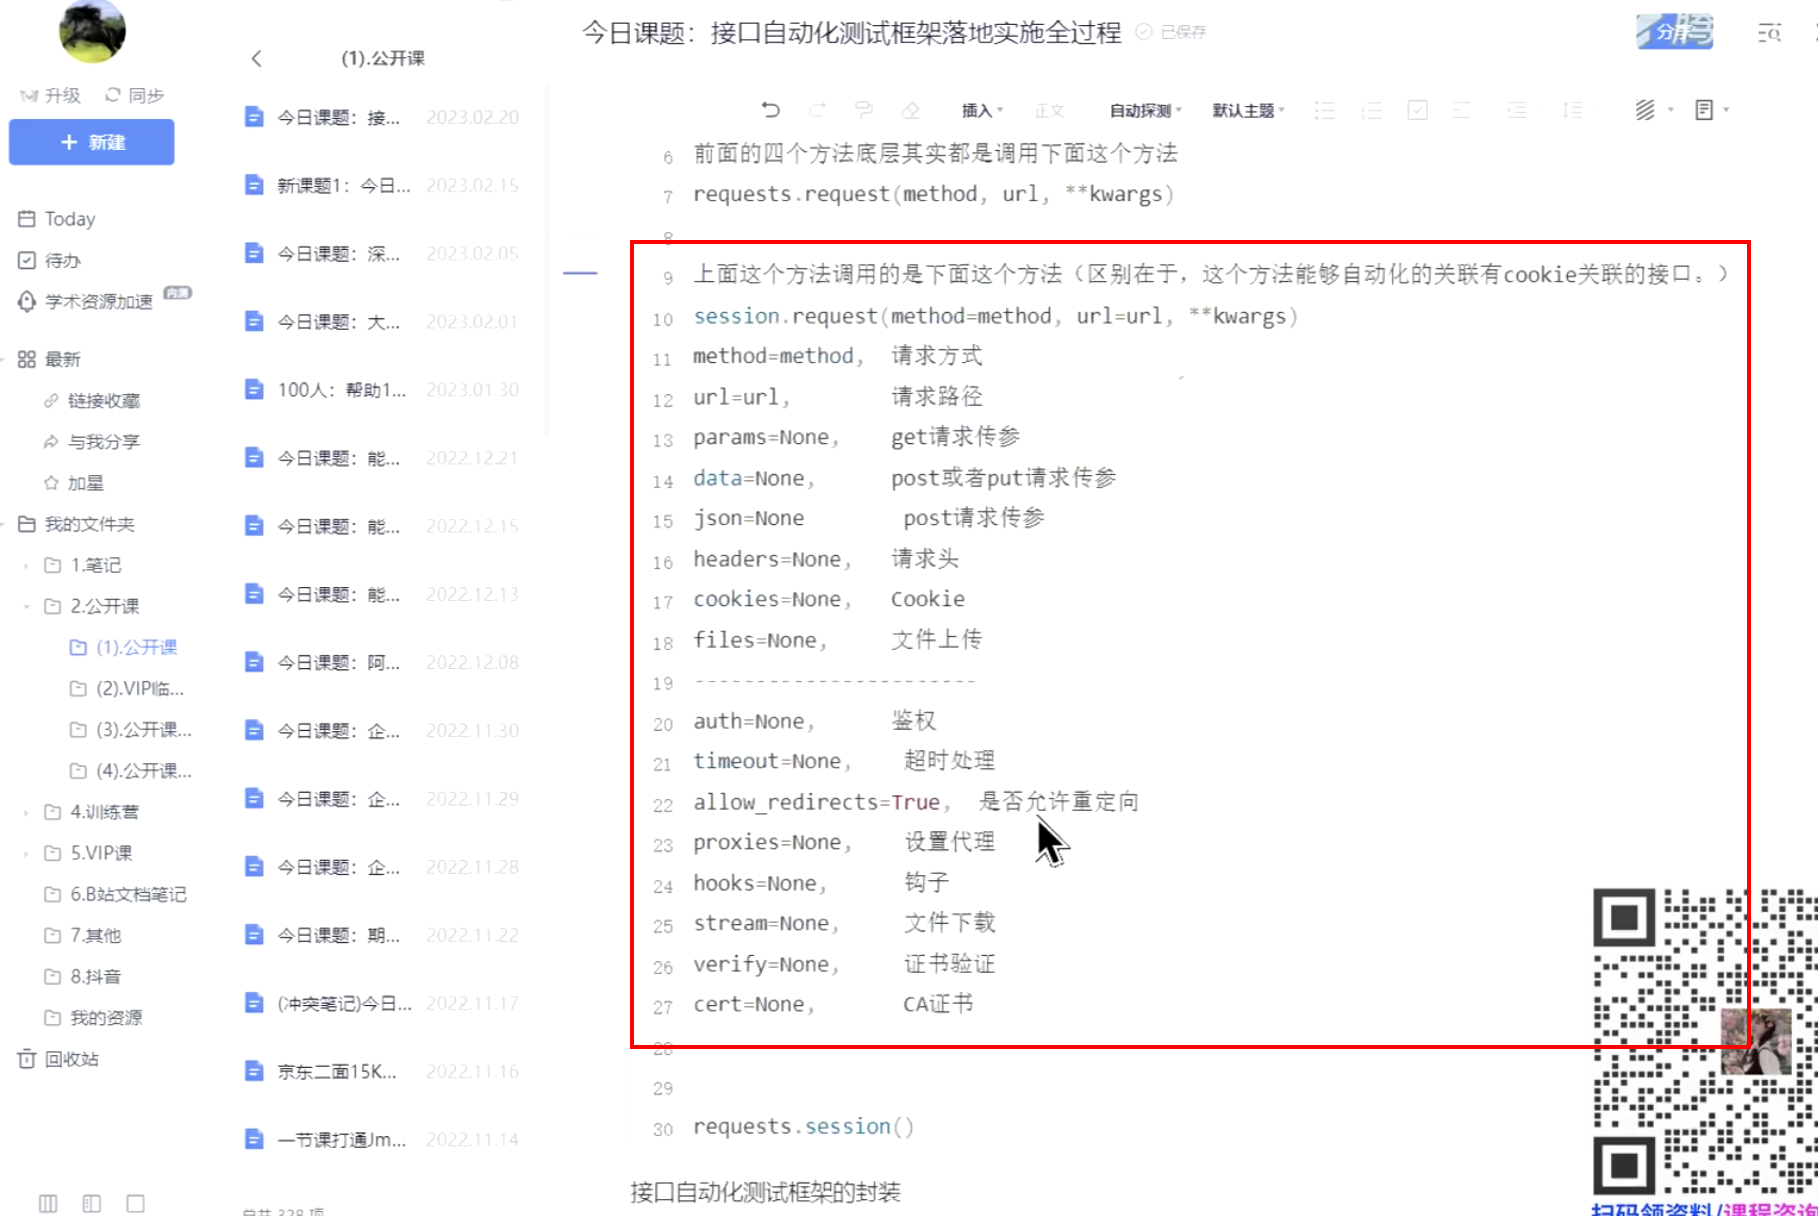 今日课题：接口自动化测试框架落地实施全过程 已保存
升级 同步
新建
Today
待办
学术资源加速 内测
最新
链接收藏
与我分享
加星
我的文件夹
1.笔记
2.公开课
(1).公开课
(2).VIP临...
(3).公开课...
(4).公开课...
4.训练营
5.VIP课
6.B站文档笔记
7.其他
8.抖音
我的资源
回收站
(1).公开课
今日课题：接... 2023.02.20
新课题1：今日... 2023.02.15
今日课题：深... 2023.02.05
今日课题：大... 2023.02.01
100人：帮助1... 2023.01.30
今日课题：能... 2022.12.21
今日课题：能... 2022.12.15
今日课题：能... 2022.12.13
今日课题：阿... 2022.12.08
今日课题：企... 2022.11.30
今日课题：企... 2022.11.29
今日课题：企... 2022.11.28
今日课题：期... 2022.11.22
(冲突笔记)今日... 2022.11.17
京东二面15K... 2022.11.16
一节课打通Jm... 2022.11.14
总共 328 项
插入 正文 自动探测 默认主题
6 前面的四个方法底层其实都是调用下面这个方法
7 requests.request(method, url, **kwargs)
8
9 上面这个方法调用的是下面这个方法（区别在于，这个方法能够自动化的关联有cookie关联的接口。）
10 session.request(method=method, url=url, **kwargs)
11 method=method, 请求方式
12 url=url, 请求路径
13 params=None, get请求传参
14 data=None, post或者put请求传参
15 json=None post请求传参
16 headers=None, 请求头
17 cookies=None, Cookie
18 files=None, 文件上传
19 -----------------------
20 auth=None, 鉴权
21 timeout=None, 超时处理
22 allow_redirects=True, 是否允许重定向
23 proxies=None, 设置代理
24 hooks=None, 钩子
25 stream=None, 文件下载
26 verify=None, 证书验证
27 cert=None, CA证书
28
29
30 requests.session()
接口自动化测试框架的封装
扫码领资料/课程咨询